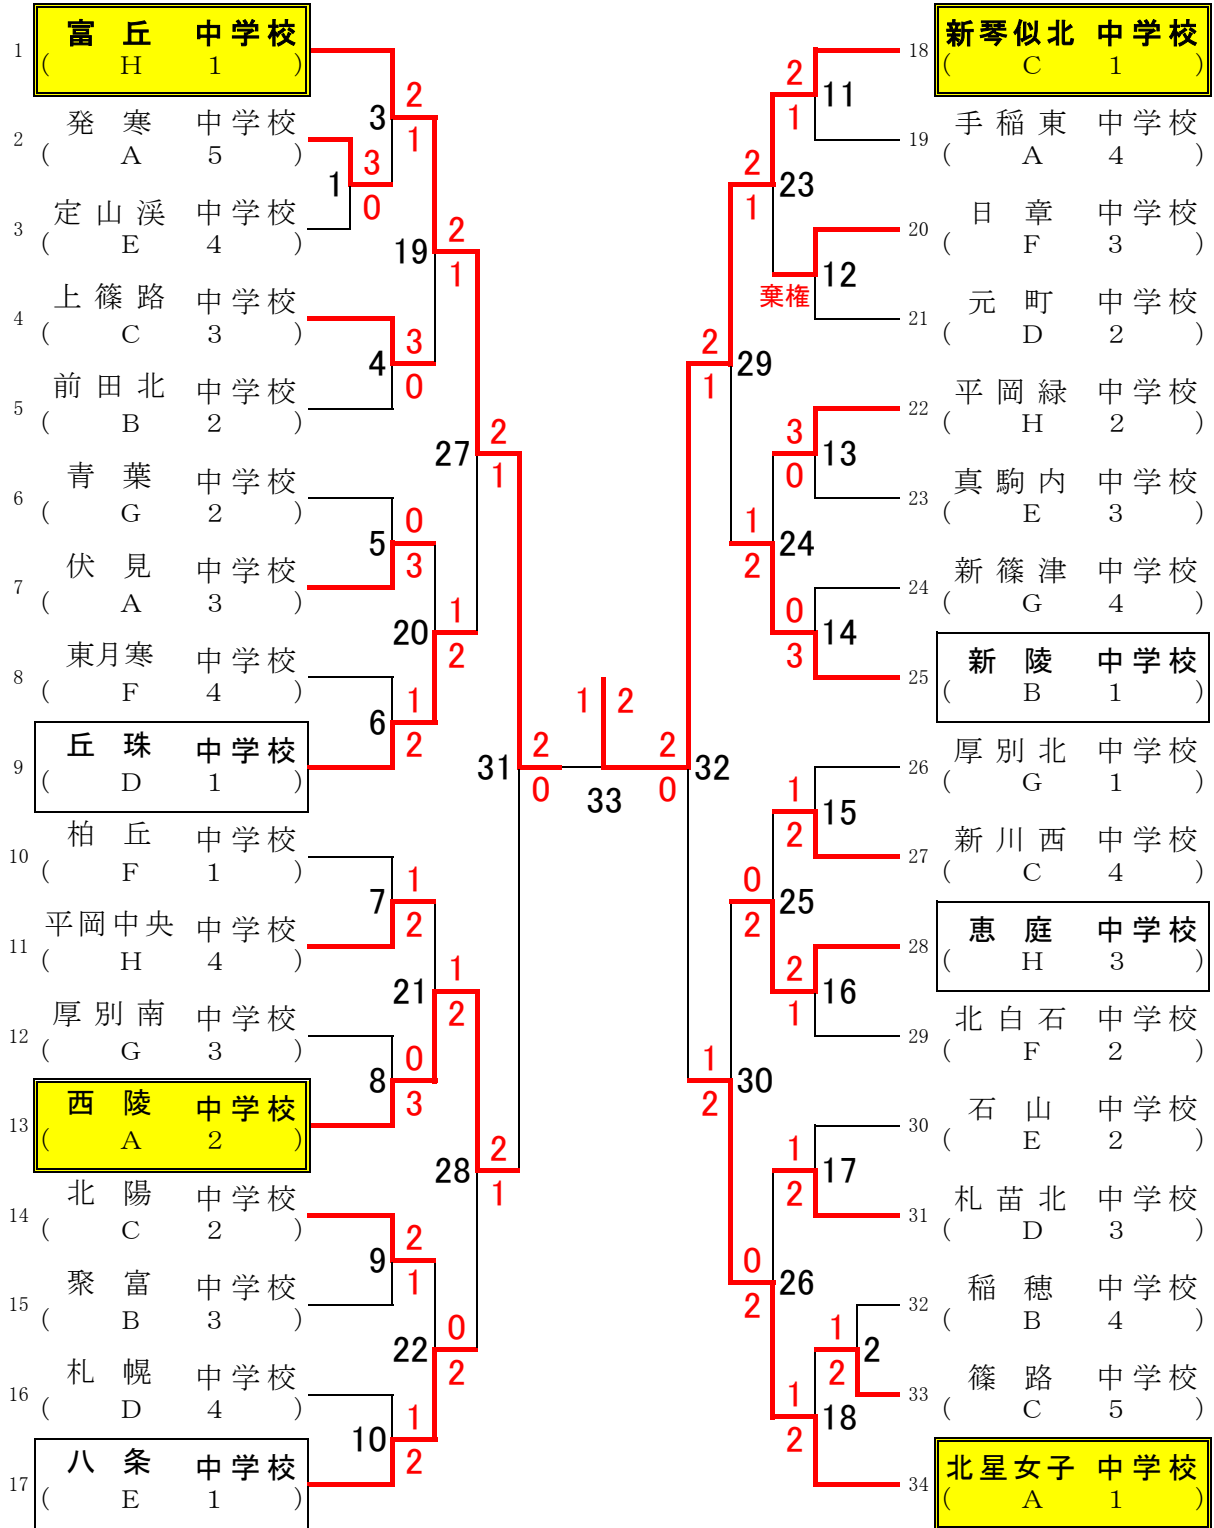 1 富丘 中学校
( H 1 )
2 発寒 中学校
( A 5 )
3 定山渓 中学校
( E 4 )
4 上篠路 中学校
( C 3 )
5 前田北 中学校
( B 2 )
6 青葉 中学校
( G 2 )
7 伏見 中学校
( A 3 )
8 東月寒 中学校
( F 4 )
9 丘珠 中学校
( D 1 )
10 柏丘 中学校
( F 1 )
11 平岡中央 中学校
( H 4 )
12 厚別南 中学校
( G 3 )
13 西陵 中学校
( A 2 )
14 北陽 中学校
( C 2 )
15 聚富 中学校
( B 3 )
16 札幌 中学校
( D 4 )
17 八条 中学校
( E 1 )
3 2
1
1 3
0
19 2
1
4 3
0
27 2
1
5 0
3
20 1
2
6 1
2
31 2
0
7 1
2
21 1
2
8 0
3
28 2
1
9 2
1
22 0
2
10 1
2
1 2
33
2 11
1
2 23
1
12
棄権
2 29
1
3 13
0
1 24
2
0 14
3
2 32
0
1 15
2
0 25
2
2 16
1
1 30
2
1 17
2
0 26
2
1 2
2
1 18
2
18 新琴似北 中学校
( C 1 )
19 手稲東 中学校
( A 4 )
20 日章 中学校
( F 3 )
21 元町 中学校
( D 2 )
22 平岡緑 中学校
( H 2 )
23 真駒内 中学校
( E 3 )
24 新篠津 中学校
( G 4 )
25 新陵 中学校
( B 1 )
26 厚別北 中学校
( G 1 )
27 新川西 中学校
( C 4 )
28 恵庭 中学校
( H 3 )
29 北白石 中学校
( F 2 )
30 石山 中学校
( E 2 )
31 札苗北 中学校
( D 3 )
32 稲穂 中学校
( B 4 )
33 篠路 中学校
( C 5 )
34 北星女子 中学校
( A 1 )